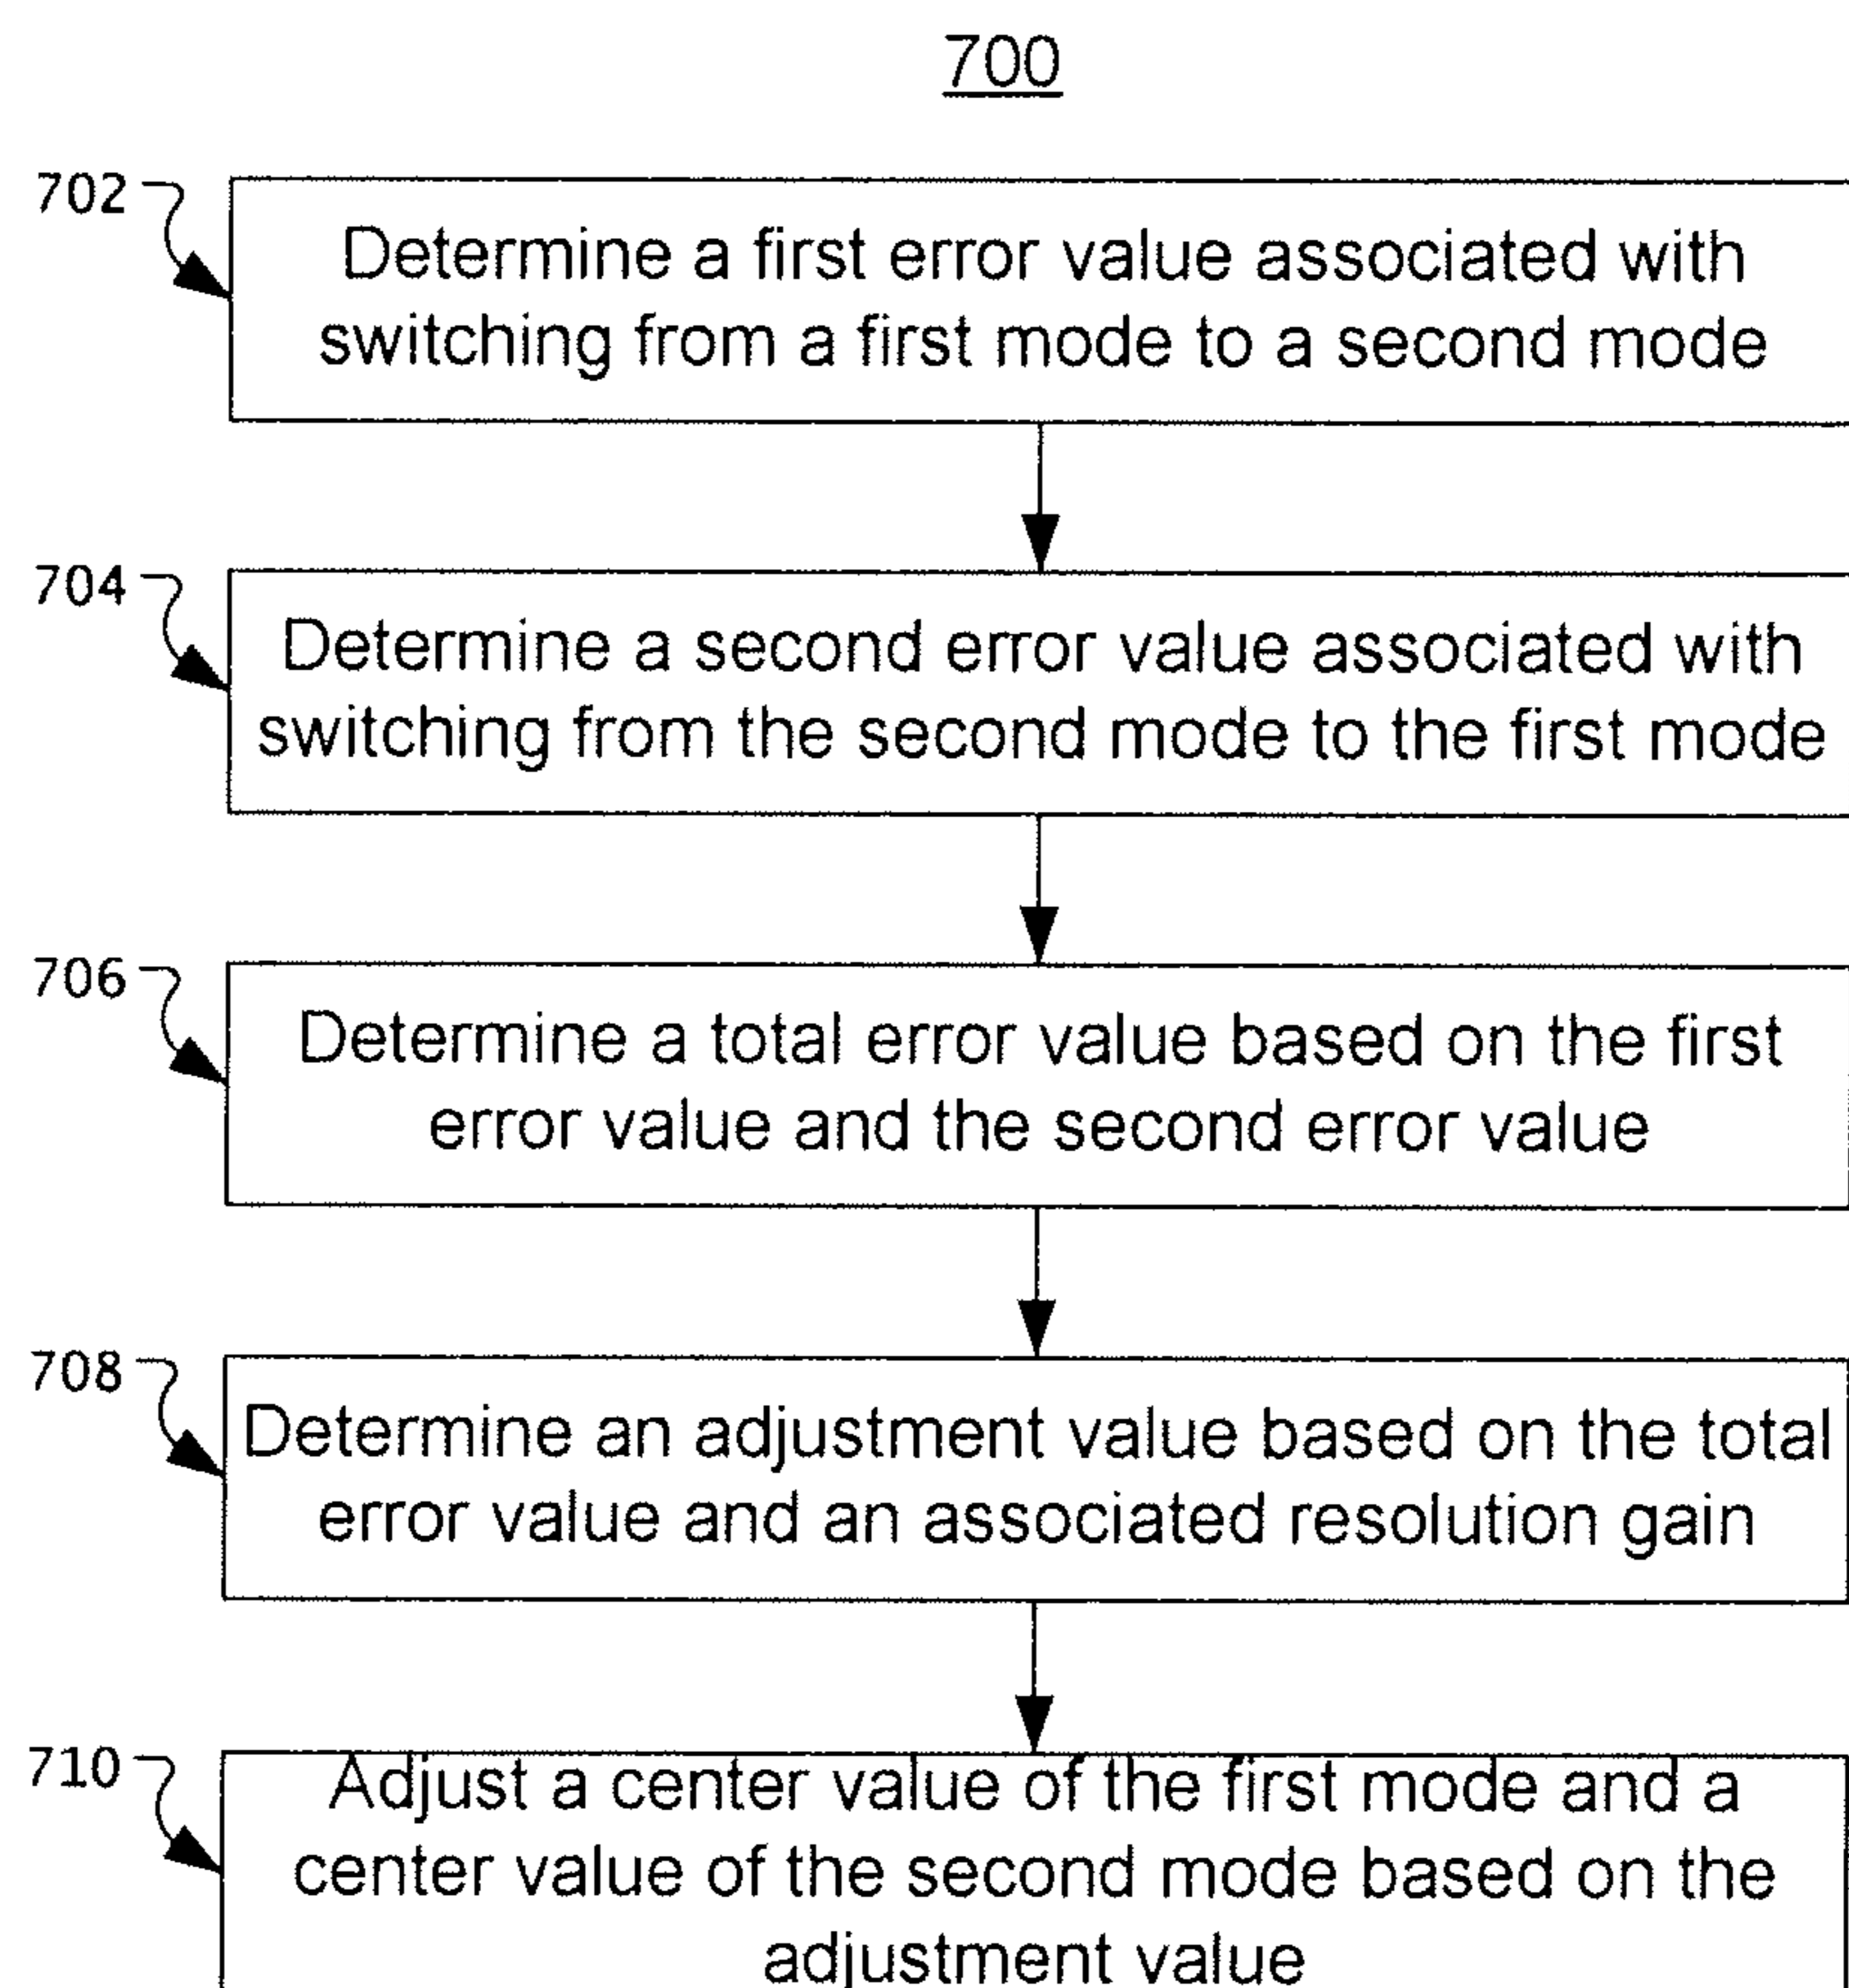 700
702
Determine a first error value associated with
switching from a first mode to a second mode
704
Determine a second error value associated with
switching from the second mode to the first mode
706
Determine a total error value based on the first
error value and the second error value
708
Determine an adjustment value based on the total
error value and an associated resolution gain
710
Adjust a center value of the first mode and a
center value of the second mode based on the
adjustment value